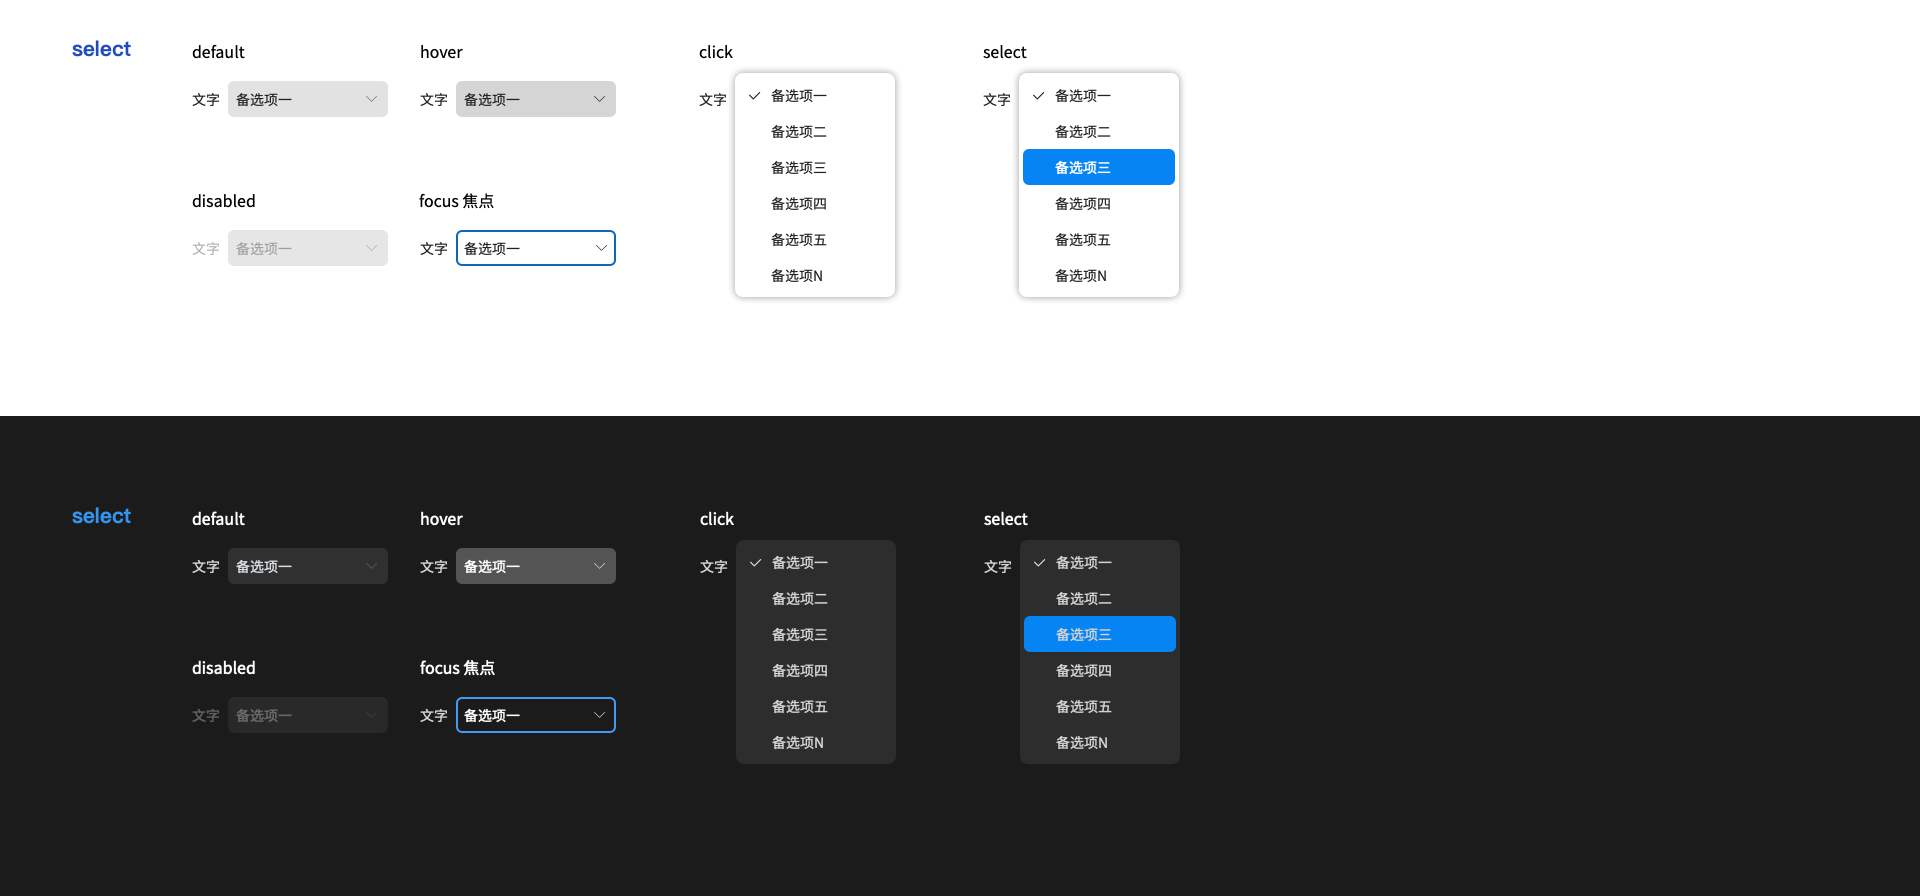 select
default
文字 备选项一
hover
文字 备选项一
click
文字
备选项一
备选项二
备选项三
备选项四
备选项五
备选项N
select
文字
备选项一
备选项二
备选项三
备选项四
备选项五
备选项N
disabled
文字 备选项一
focus 焦点
文字 备选项一
select
default
文字 备选项一
hover
文字 备选项一
click
文字
备选项一
备选项二
备选项三
备选项四
备选项五
备选项N
select
文字
备选项一
备选项二
备选项三
备选项四
备选项五
备选项N
disabled
文字 备选项一
focus 焦点
文字 备选项一